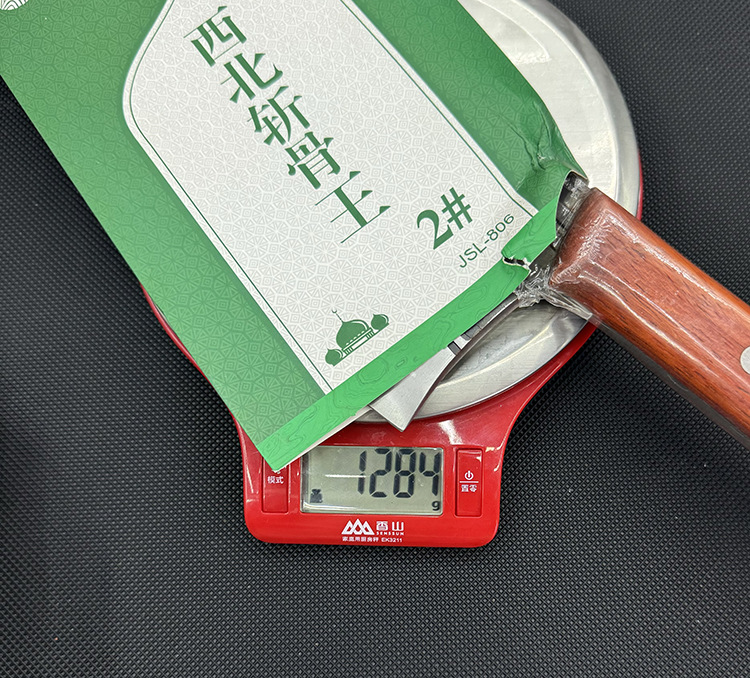 西北斩骨王
2#
JSL-806
1284
g
模式
置零
香山
SENSSUN
家庭用厨房秤 EK3211